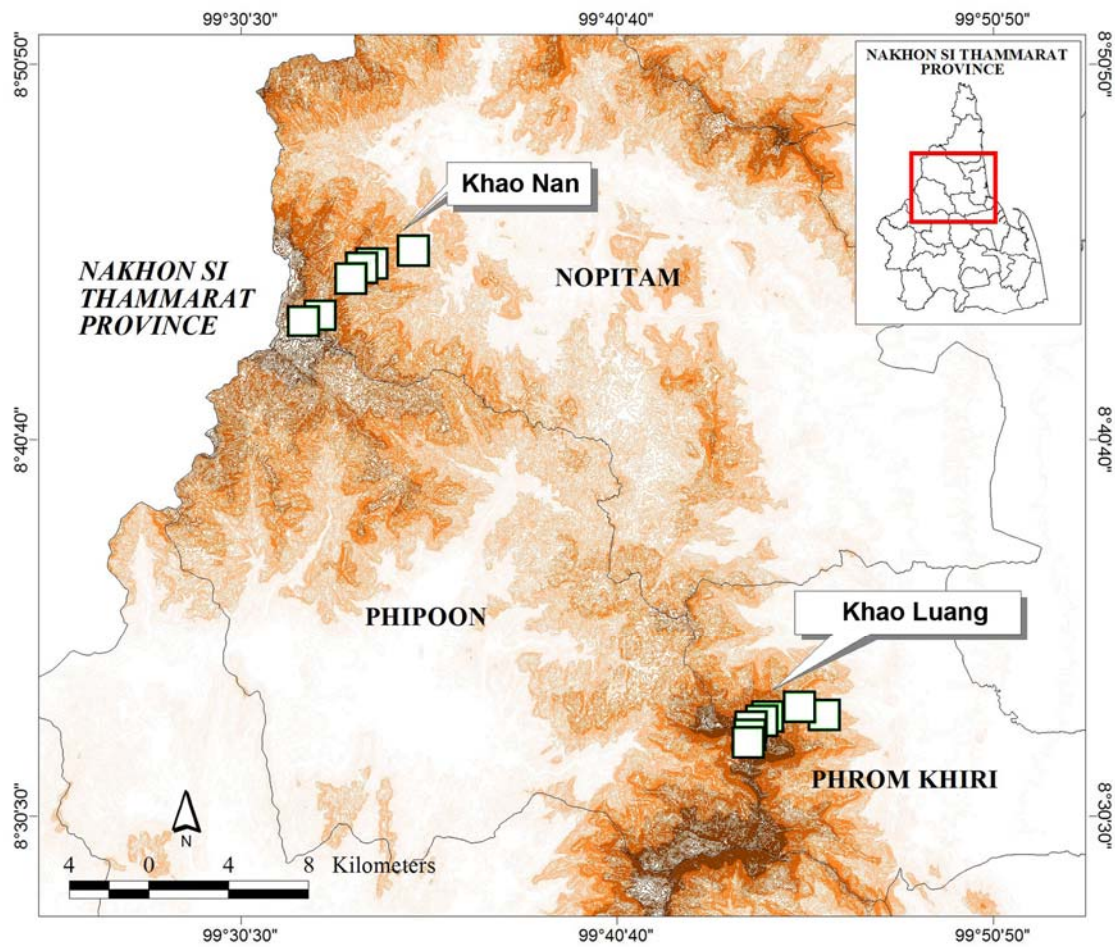 99°30'30" 99°40'40" 99°50'50"
8°50'50"
8°50'50"
NAKHON SI THAMMARAT
PROVINCE
Khao Nan
NAKHON SI
THAMMARAT
PROVINCE
NOPITAM
8°40'40"
8°40'40"
PHIPOON
Khao Luang
PHROM KHIRI
8°30'30"
8°30'30"
N
4 0 4 8 Kilometers
99°30'30" 99°40'40" 99°50'50"